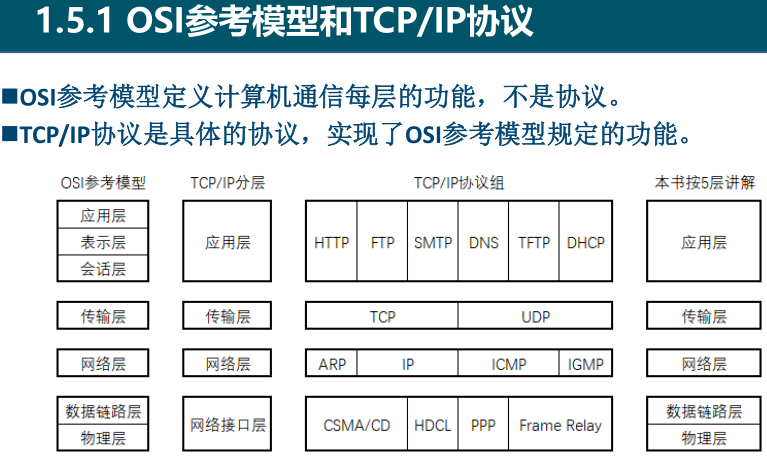 1.5.1 OSI参考模型和TCP/IP协议
■OSI参考模型定义计算机通信每层的功能，不是协议。
■TCP/IP协议是具体的协议，实现了OSI参考模型规定的功能。
OSI参考模型 TCP/IP分层 TCP/IP协议组 本书按5层讲解
应用层
表示层 应用层 HTTP FTP SMTP DNS TFTP DHCP 应用层
会话层
传输层 传输层 TCP UDP 传输层
网络层 网络层 ARP IP ICMP IGMP 网络层
数据链路层 网络接口层 CSMA/CD HDCL PPP Frame Relay 数据链路层
物理层 物理层